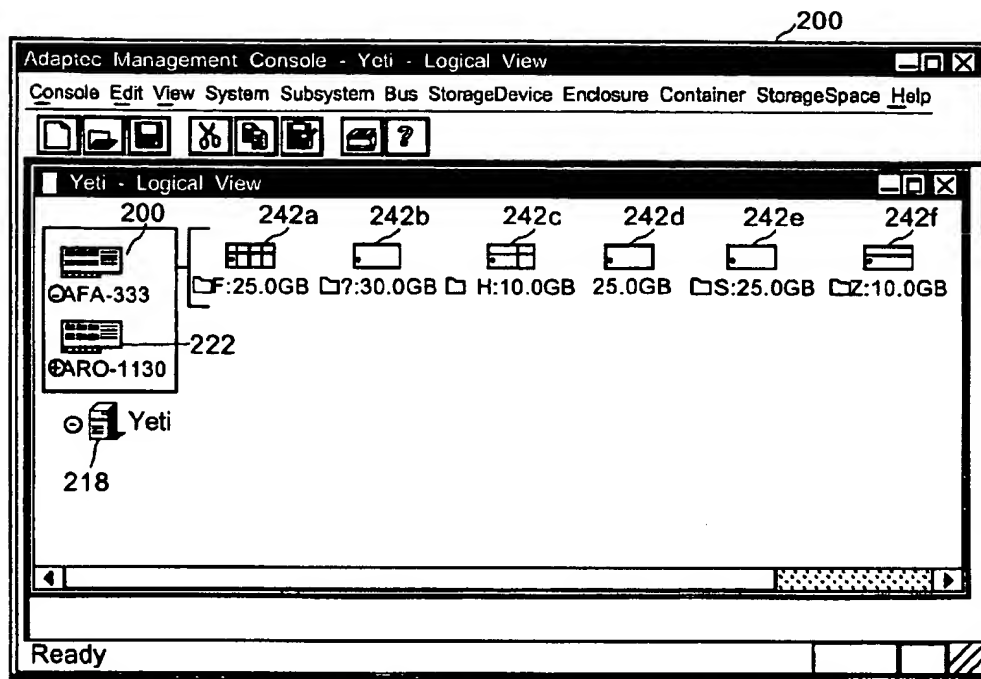 200
Adaptec Management Console - Yeti - Logical View
Console Edit View System Subsystem Bus StorageDevice Enclosure Container StorageSpace Help
?
Yeti - Logical View
200 242a 242b 242c 242d 242e 242f
F:25.0GB ?:30.0GB H:10.0GB 25.0GB S:25.0GB Z:10.0GB
AFA-333
222
ARO-1130
Yeti
218
Ready